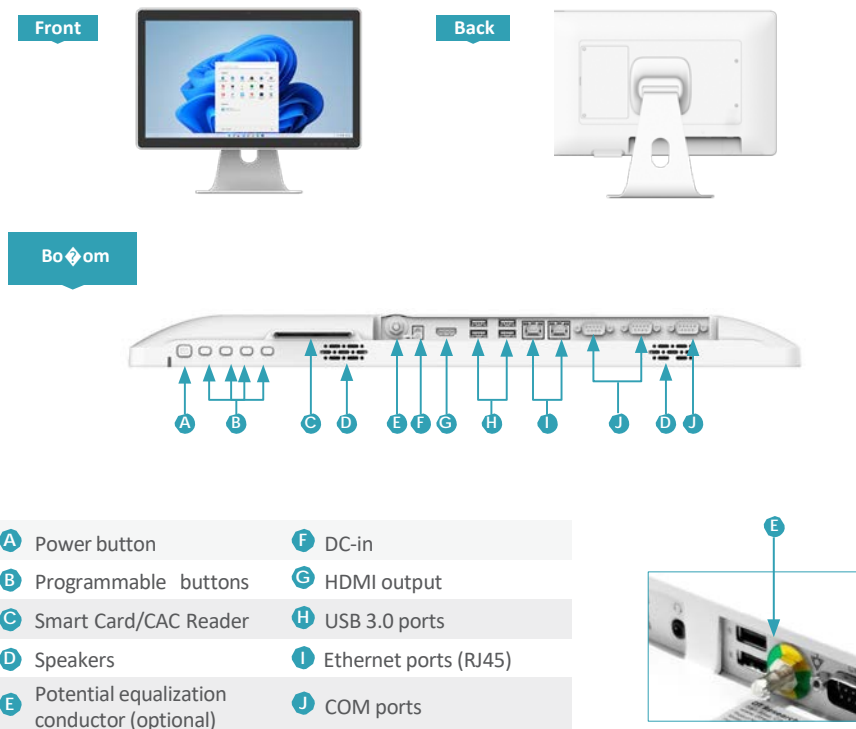 Front
Back
Bo�om
A B C D E F G H I J D J
E
A Power button F DC-in
B Programmable buttons G HDMI output
C Smart Card/CAC Reader H USB 3.0 ports
D Speakers I Ethernet ports (RJ45)
E Potential equalization
conductor (optional)
J COM ports